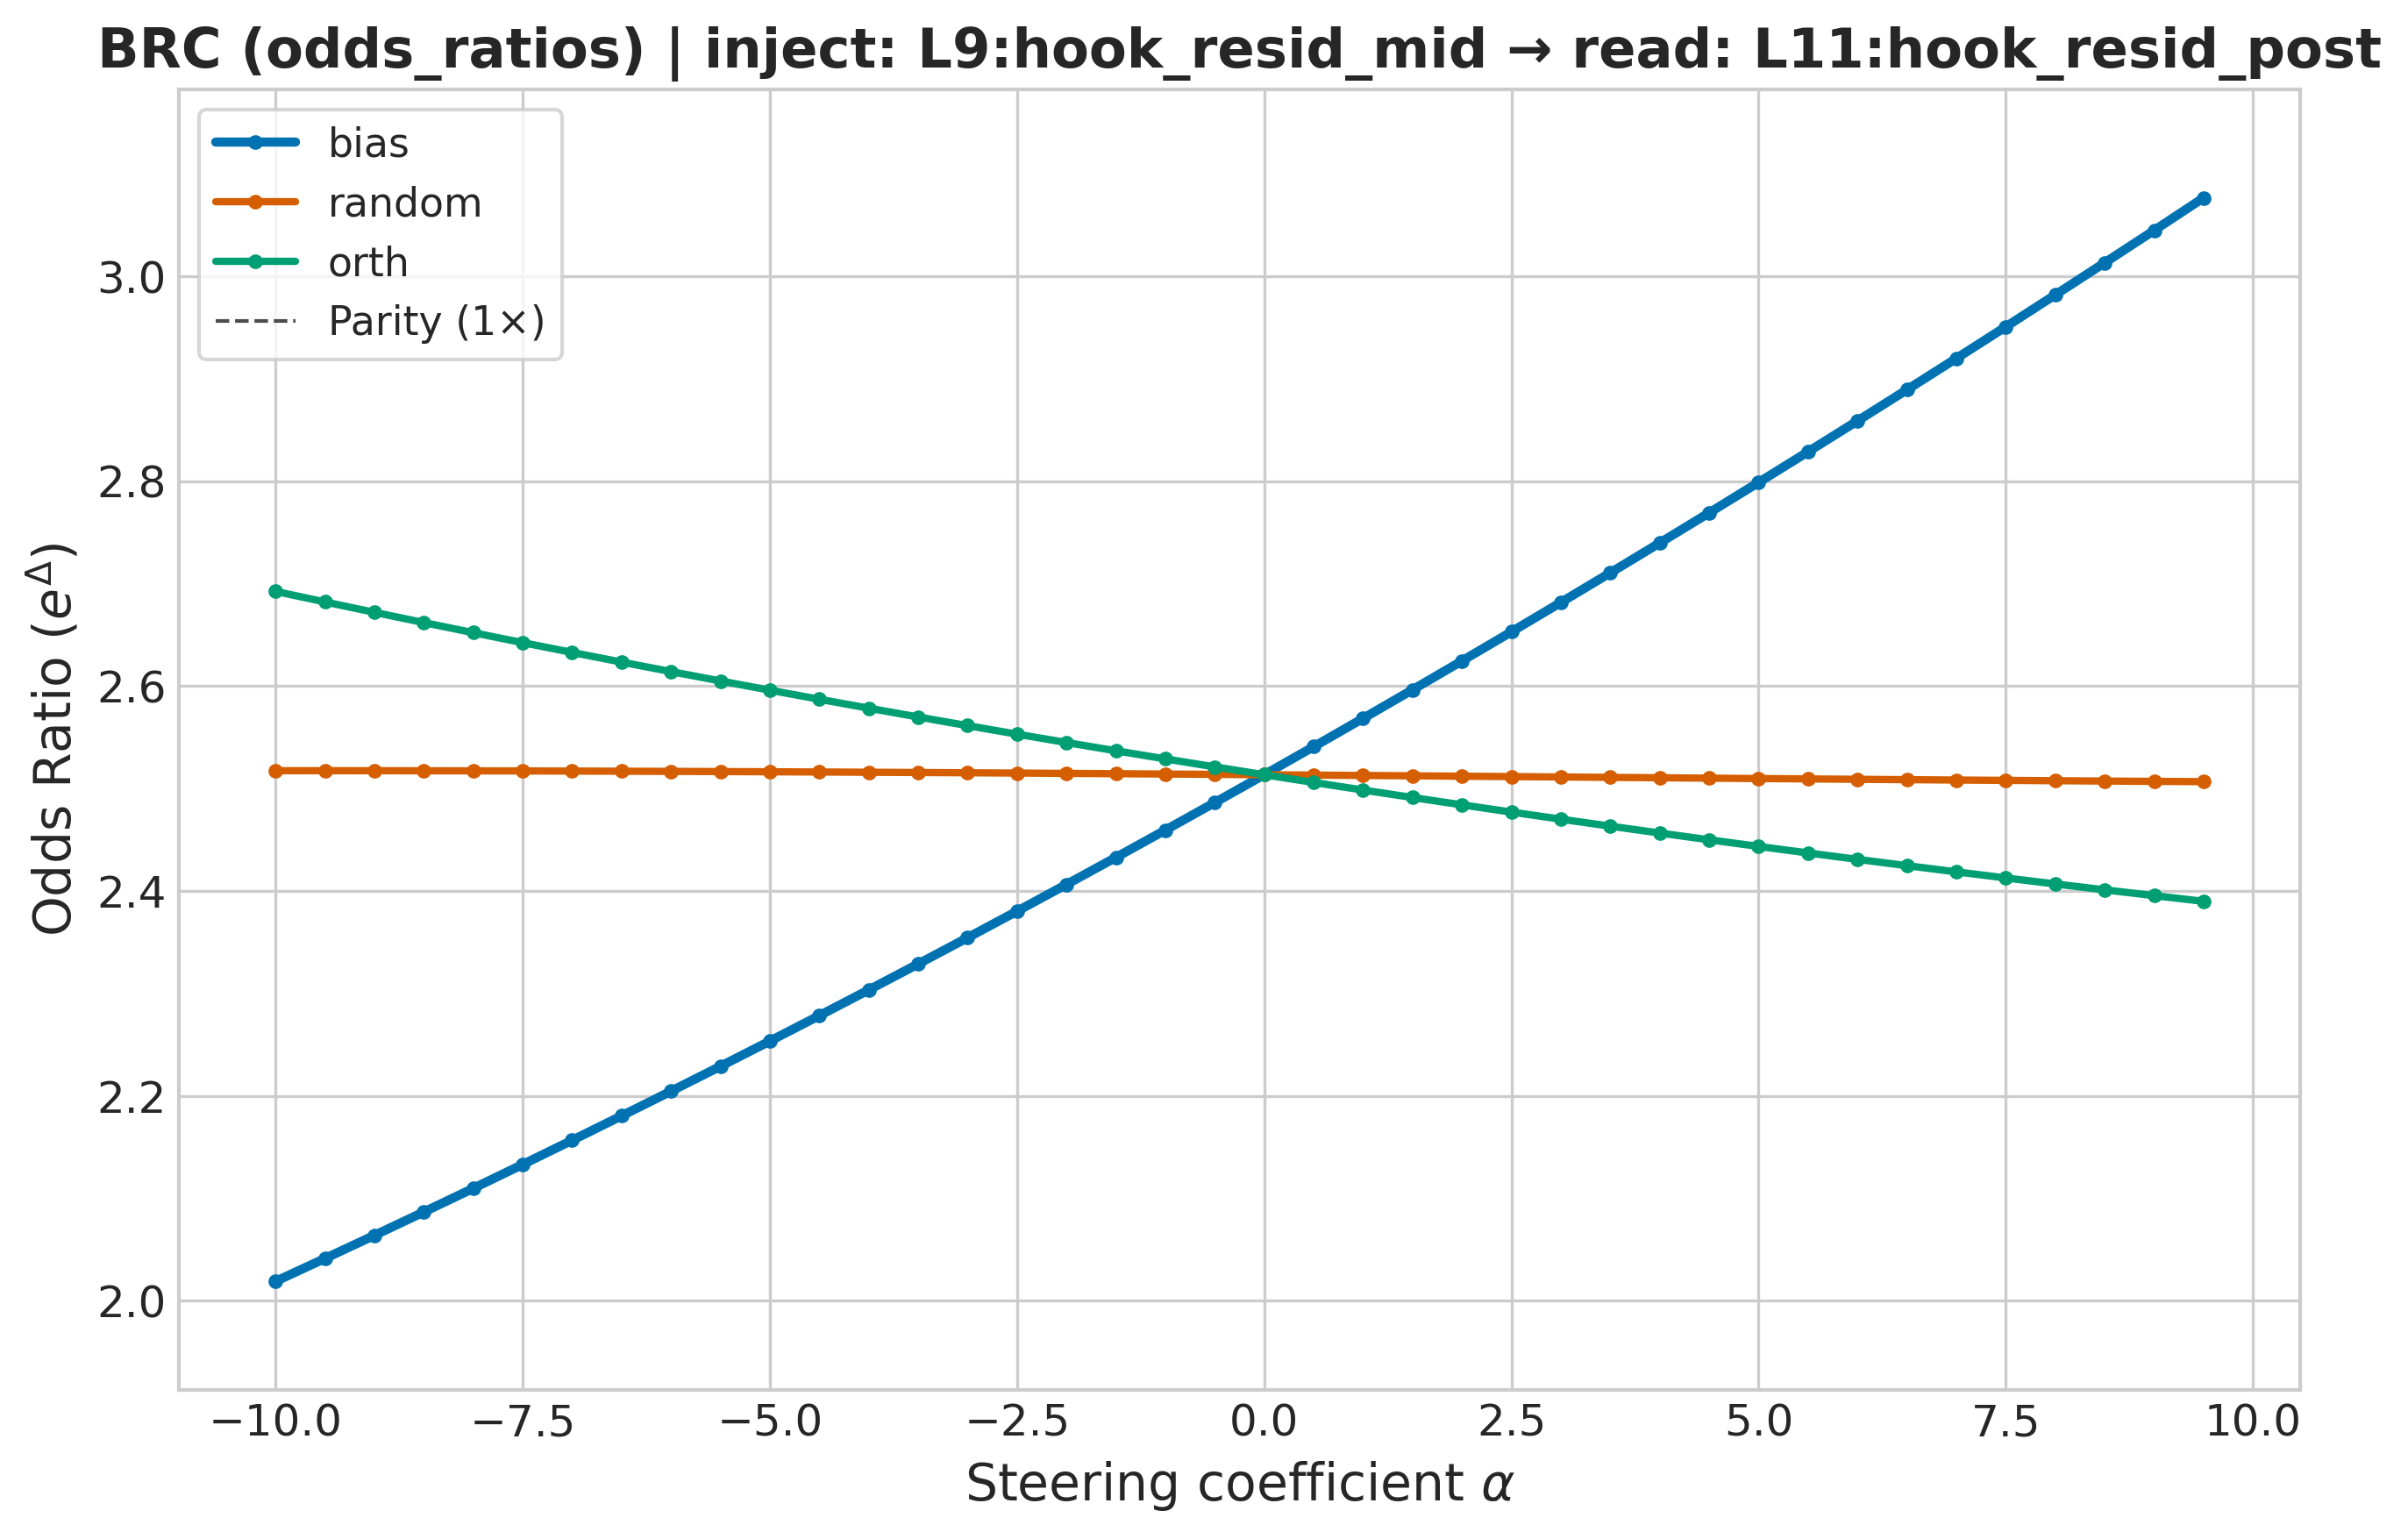 BRC (odds_ratios) | inject: L9:hook_resid_mid → read: L11:hook_resid_post
bias
random
orth
Parity (1×)
Odds Ratio (e^Δ)
3.0
2.8
2.6
2.4
2.2
2.0
−10.0 −7.5 −5.0 −2.5 0.0 2.5 5.0 7.5 10.0
Steering coefficient α